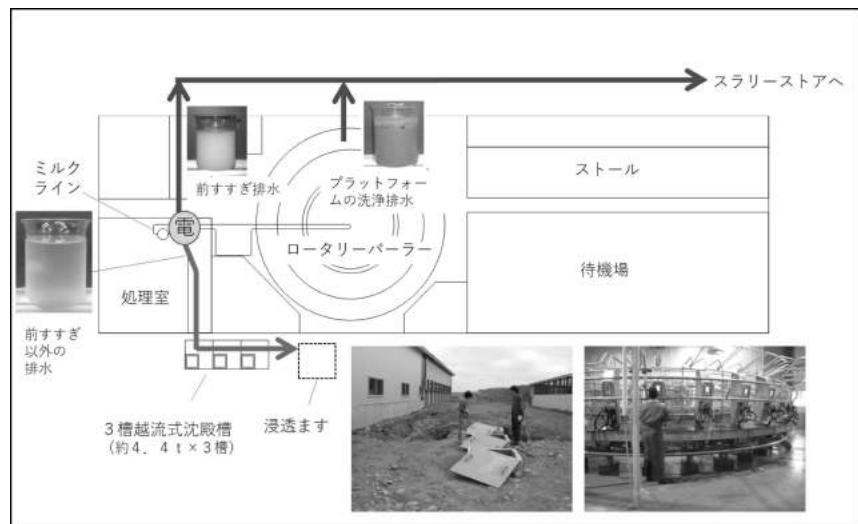 スラリーストアへ
ミルク
ライン
前すすぎ排水
プラットフォー
ムの洗浄排水
ストール
電
ロータリーパーラー
待機場
処理室
前すすぎ
以外の
排水
3槽越流式沈殿槽
(約4.4t×3槽)
浸透ます